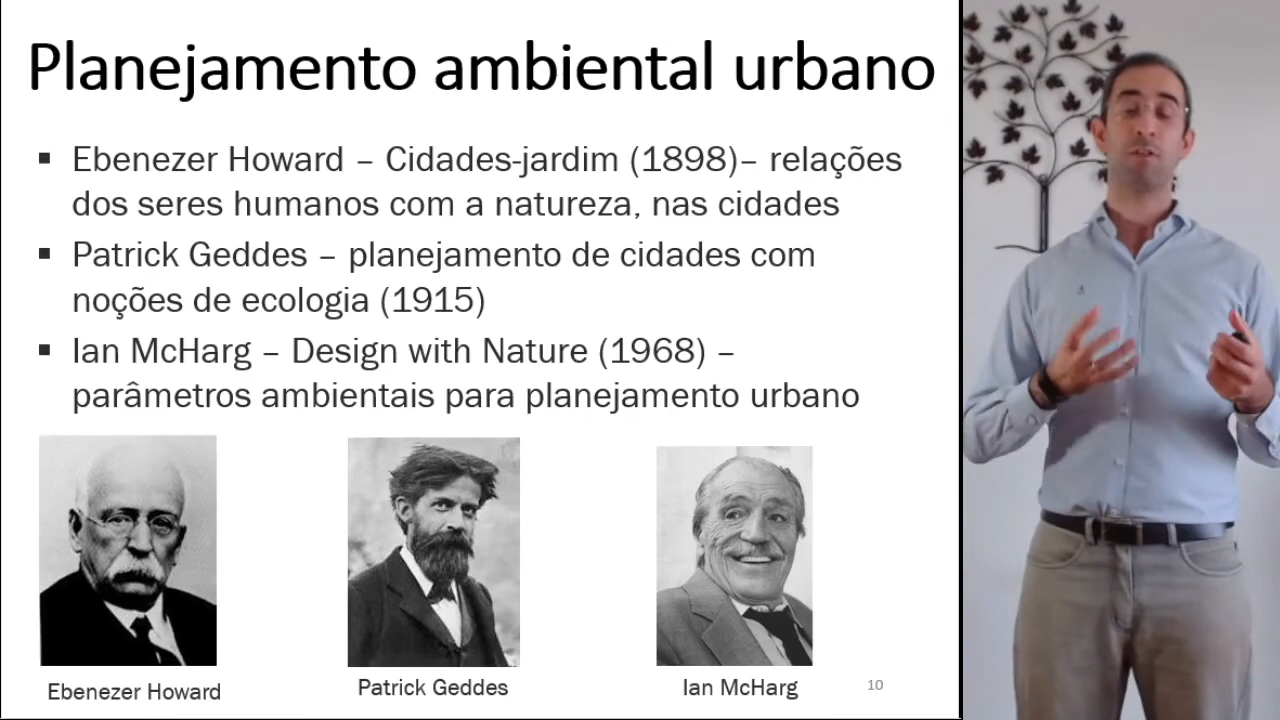 Planejamento ambiental urbano
▪ Ebenezer Howard – Cidades-jardim (1898)– relações
dos seres humanos com a natureza, nas cidades
▪ Patrick Geddes – planejamento de cidades com
noções de ecologia (1915)
▪ Ian McHarg – Design with Nature (1968) –
parâmetros ambientais para planejamento urbano
Ebenezer Howard
Patrick Geddes
Ian McHarg
10